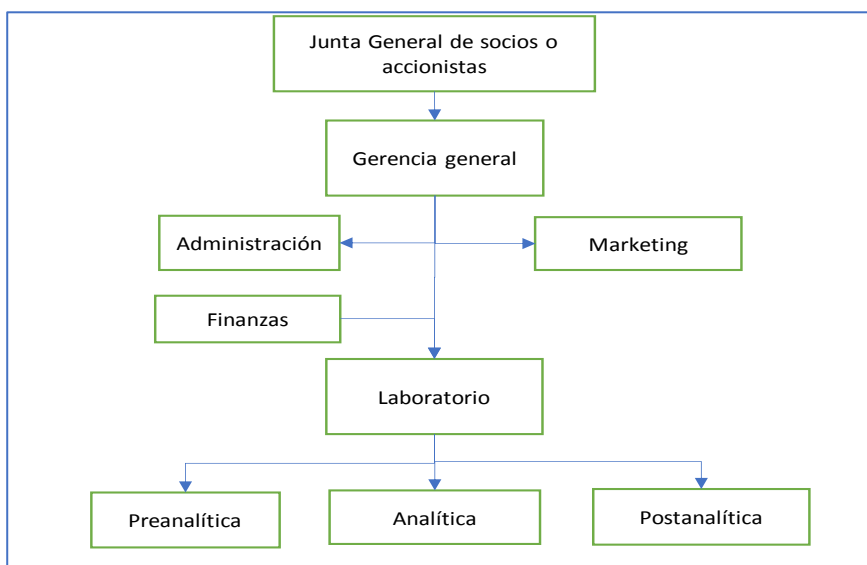 Junta General de socios o
accionistas
Gerencia general
Administración
Marketing
Finanzas
Laboratorio
Preanalítica
Analítica
Postanalítica